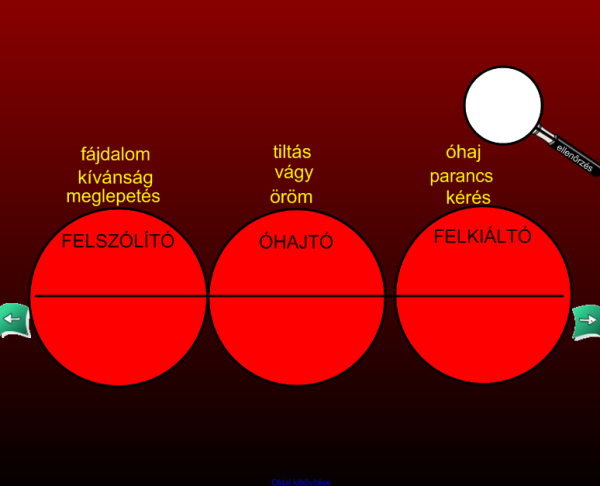 fájdalom
kívánság
meglepetés
tiltás
vágy
öröm
óhaj
parancs
kérés
ellenőrzés
FELSZÓLÍTÓ
ÓHAJTÓ
FELKIÁLTÓ